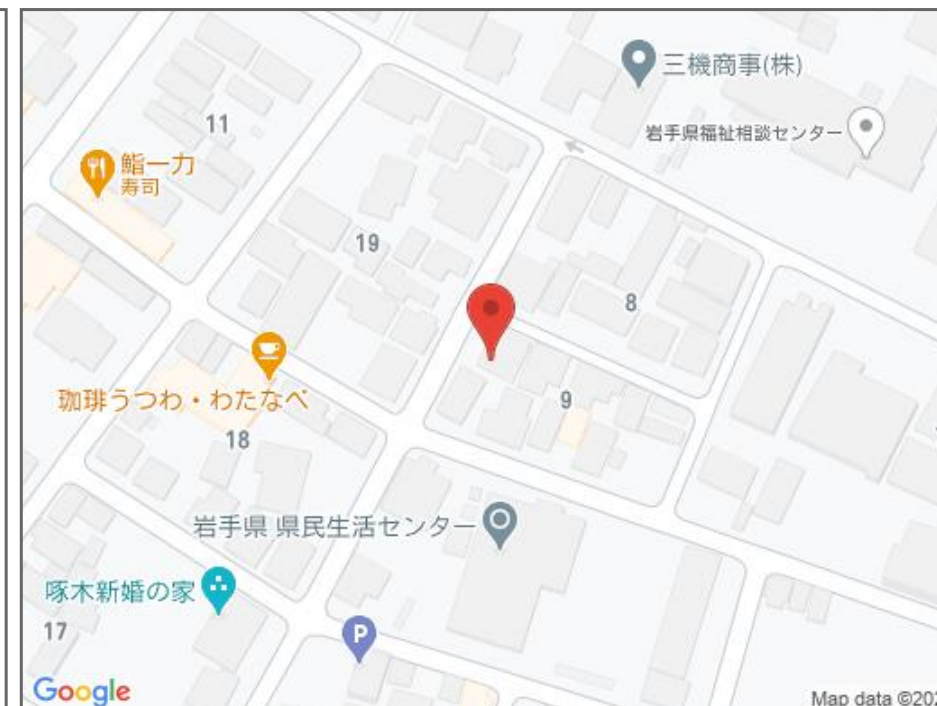 三機商事(株)
11
岩手県福祉相談センター
鮨一力
寿司
19
8
珈琲うつわ・わたなべ
9
18
岩手県 県民生活センター
啄木新婚の家
17
P
Google
Map data ©202